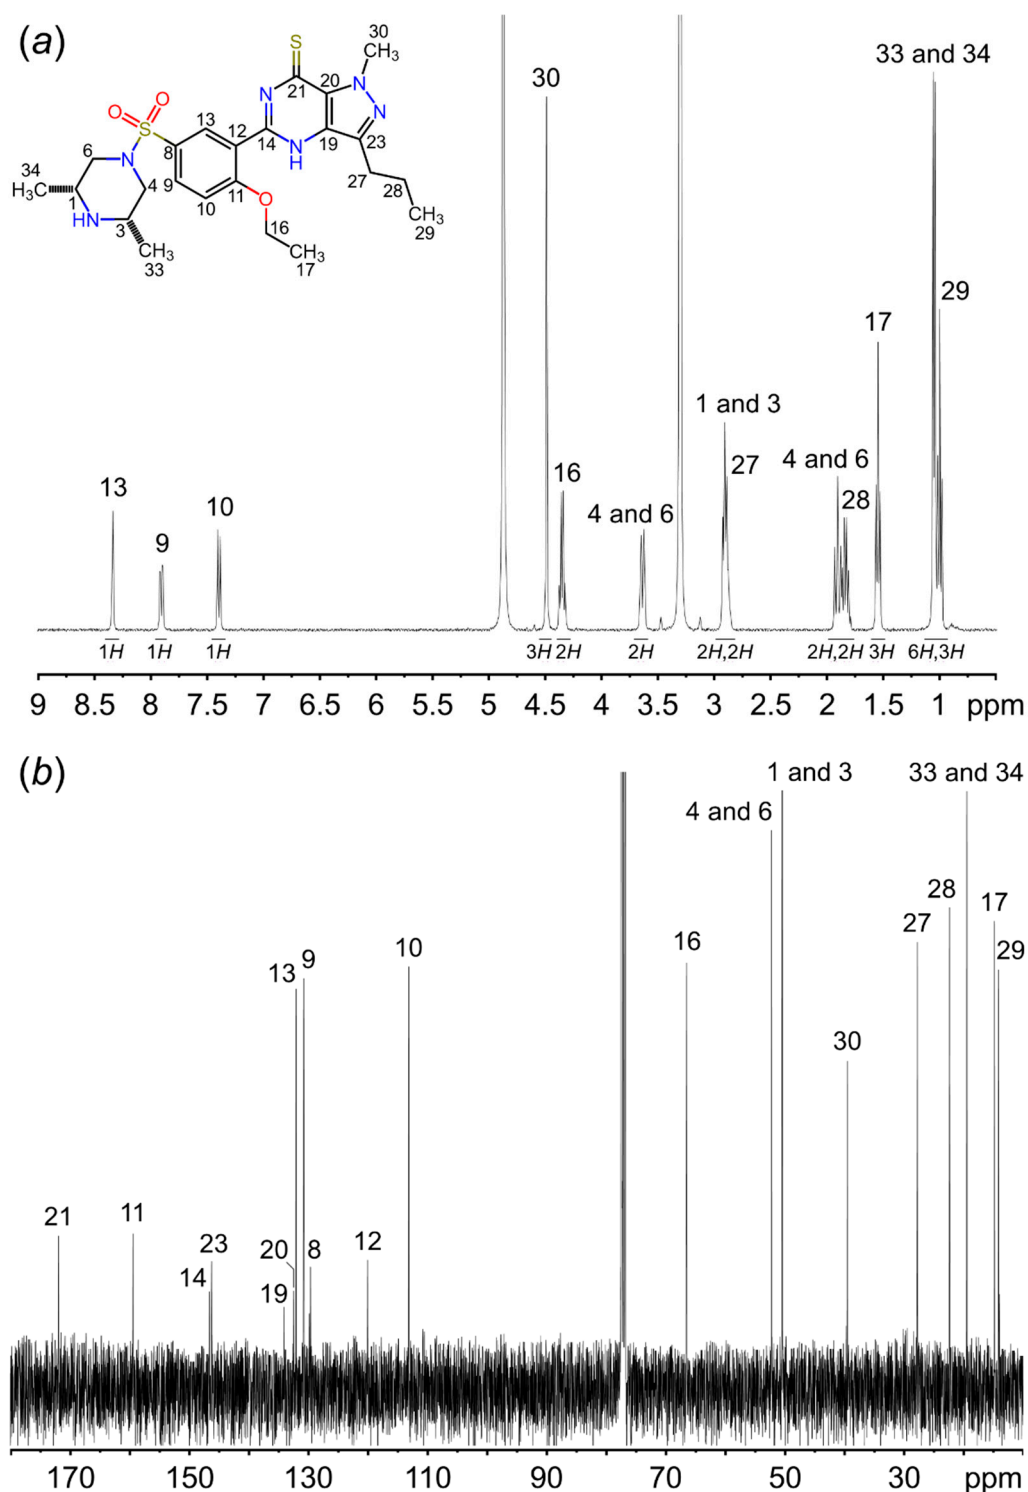 (a)
S
30
CH₃
21
20
N
N
N
O
O
13
12
14
19
23
S
N
H
6
N
8
27
34
9
11
28
H₃C
4
O
1
10
CH₃
HN
3
16
29
CH₃
CH₃
33
17
30
33 and 34
29
17
1 and 3
27
4 and 6
28
16
13
10
4 and 6
9
1H
1H
1H
3H
2H
2H
2H,2H
2H,2H
3H
6H,3H
9
8.5
8
7.5
7
6.5
6
5.5
5
4.5
4
3.5
3
2.5
2
1.5
1
ppm
(b)
1 and 3
33 and 34
4 and 6
28
17
27
16
29
10
9
13
30
21
11
23
20
8
12
14
19
170
150
130
110
90
70
50
30
ppm